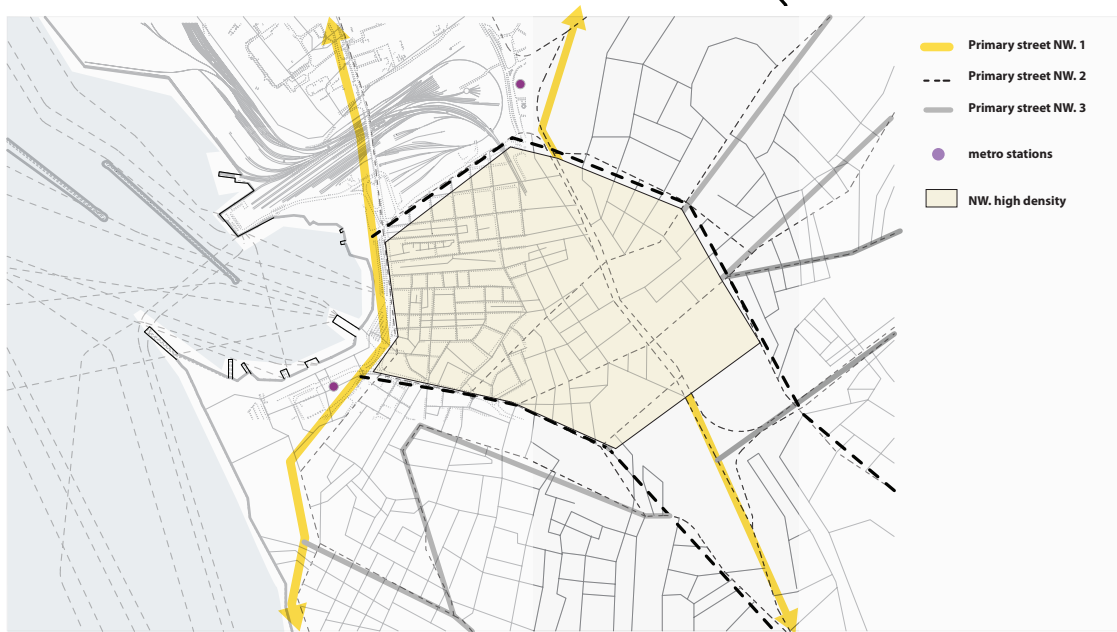 Primary street NW. 1
Primary street NW. 2
Primary street NW. 3
metro stations
NW. high density